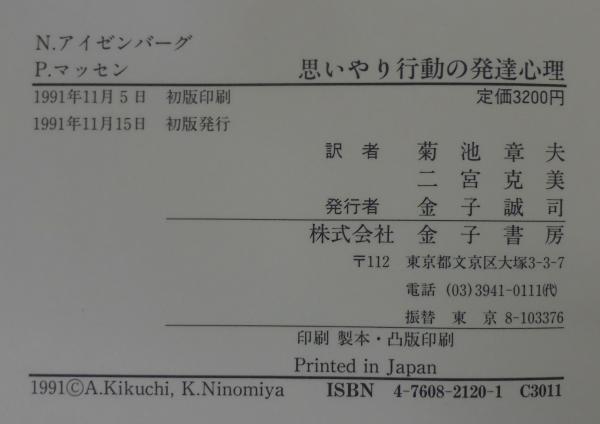 N.アイゼンバーグ
P.マッセン 思いやり行動の発達心理
1991年11月5日 初版印刷 定価3200円
1991年11月15日 初版発行
訳者 菊池章夫
二宮克美
発行者 金子誠司
株式会社 金子書房
〒112 東京都文京区大塚3-3-7
電話 (03)3941-0111㈹
振替 東京 8-103376
印刷 製本・凸版印刷
Printed in Japan
1991©A.Kikuchi, K.Ninomiya ISBN 4-7608-2120-1 C3011